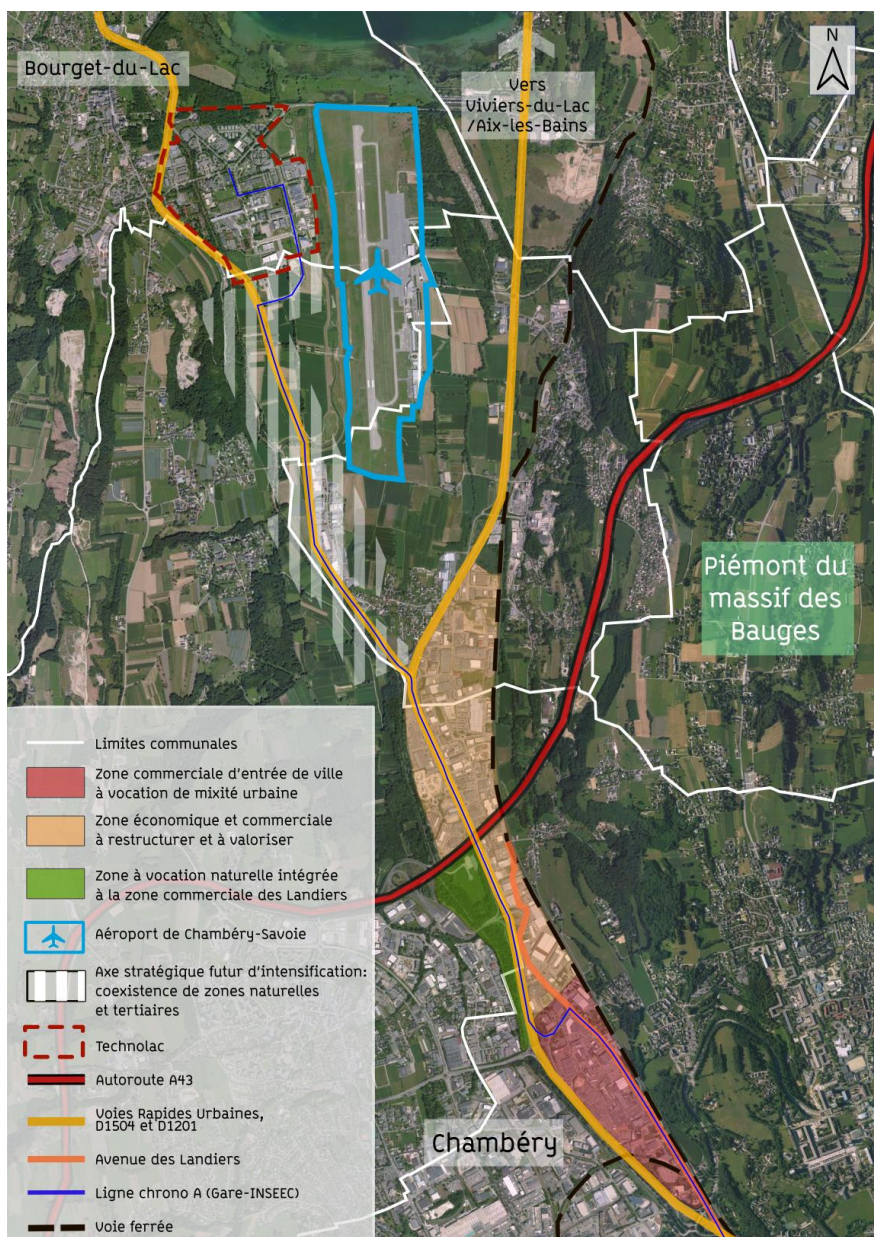 Bourget-du-Lac
Vers
Viviers-du-Lac
/Aix-les-Bains
N
Piémont du
massif des
Bauges
Chambéry
Limites communales
Zone commerciale d'entrée de ville
à vocation de mixité urbaine
Zone économique et commerciale
à restructurer et à valoriser
Zone à vocation naturelle intégrée
à la zone commerciale des Landiers
Aéroport de Chambéry-Savoie
Axe stratégique futur d'intensification:
coexistence de zones naturelles
et tertiaires
Technolac
Autoroute A43
Voies Rapides Urbaines,
D1504 et D1201
Avenue des Landiers
Ligne chrono A (Gare-INSEEC)
Voie ferrée